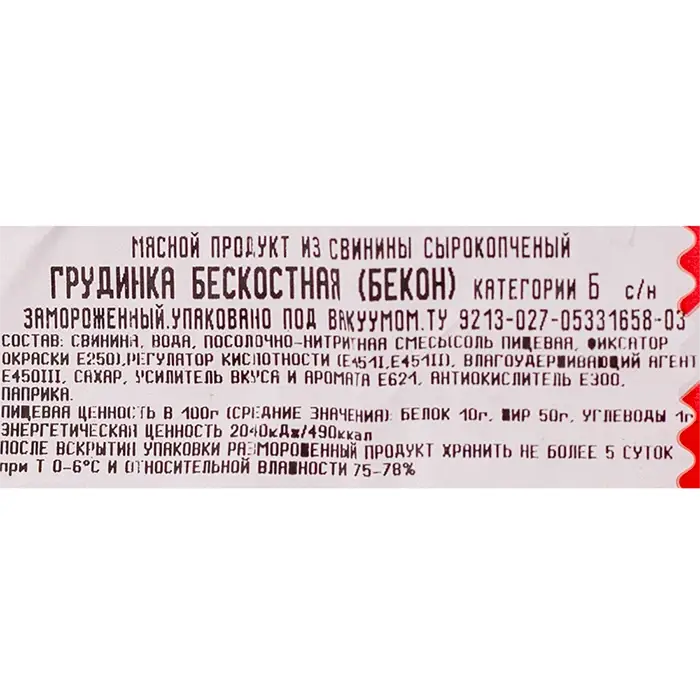 МЯСНОЙ ПРОДУКТ ИЗ СВИНИНЫ СЫРОКОПЧЕНЫЙ
ГРУДИНКА БЕСКОСТНАЯ (БЕКОН) КАТЕГОРИИ Б с/н
ЗАМОРОЖЕННЫЙ.УПАКОВАНО ПОД ВАКУУМОМ.ТУ 9213-027-05331658-03
СОСТАВ: СВИНИНА, ВОДА, ПОСОЛОЧНО-НИТРИТНАЯ СМЕСЬ(СОЛЬ ПИЩЕВАЯ, ФИКСАТОР
ОКРАСКИ Е250),РЕГУЛЯТОР КИСЛОТНОСТИ (Е451I,Е451II), ВЛАГОУДЕРЖИВАЮЩИЙ АГЕНТ
Е450III, САХАР, УСИЛИТЕЛЬ ВКУСА И АРОМАТА Е621, АНТИОКИСЛИТЕЛЬ Е300,
ПАПРИКА.
ПИЩЕВАЯ ЦЕННОСТЬ В 100г (СРЕДНИЕ ЗНАЧЕНИЯ): БЕЛОК 10г, ЖИР 50г, УГЛЕВОДЫ 1г
ЭНЕРГЕТИЧЕСКАЯ ЦЕННОСТЬ 2040кДж/490ккал
ПОСЛЕ ВСКРЫТИЯ УПАКОВКИ РАЗМОРОЖЕННЫЙ ПРОДУКТ ХРАНИТЬ НЕ БОЛЕЕ 5 СУТОК
при Т 0-6°С И ОТНОСИТЕЛЬНОЙ ВЛАЖНОСТИ 75-78%